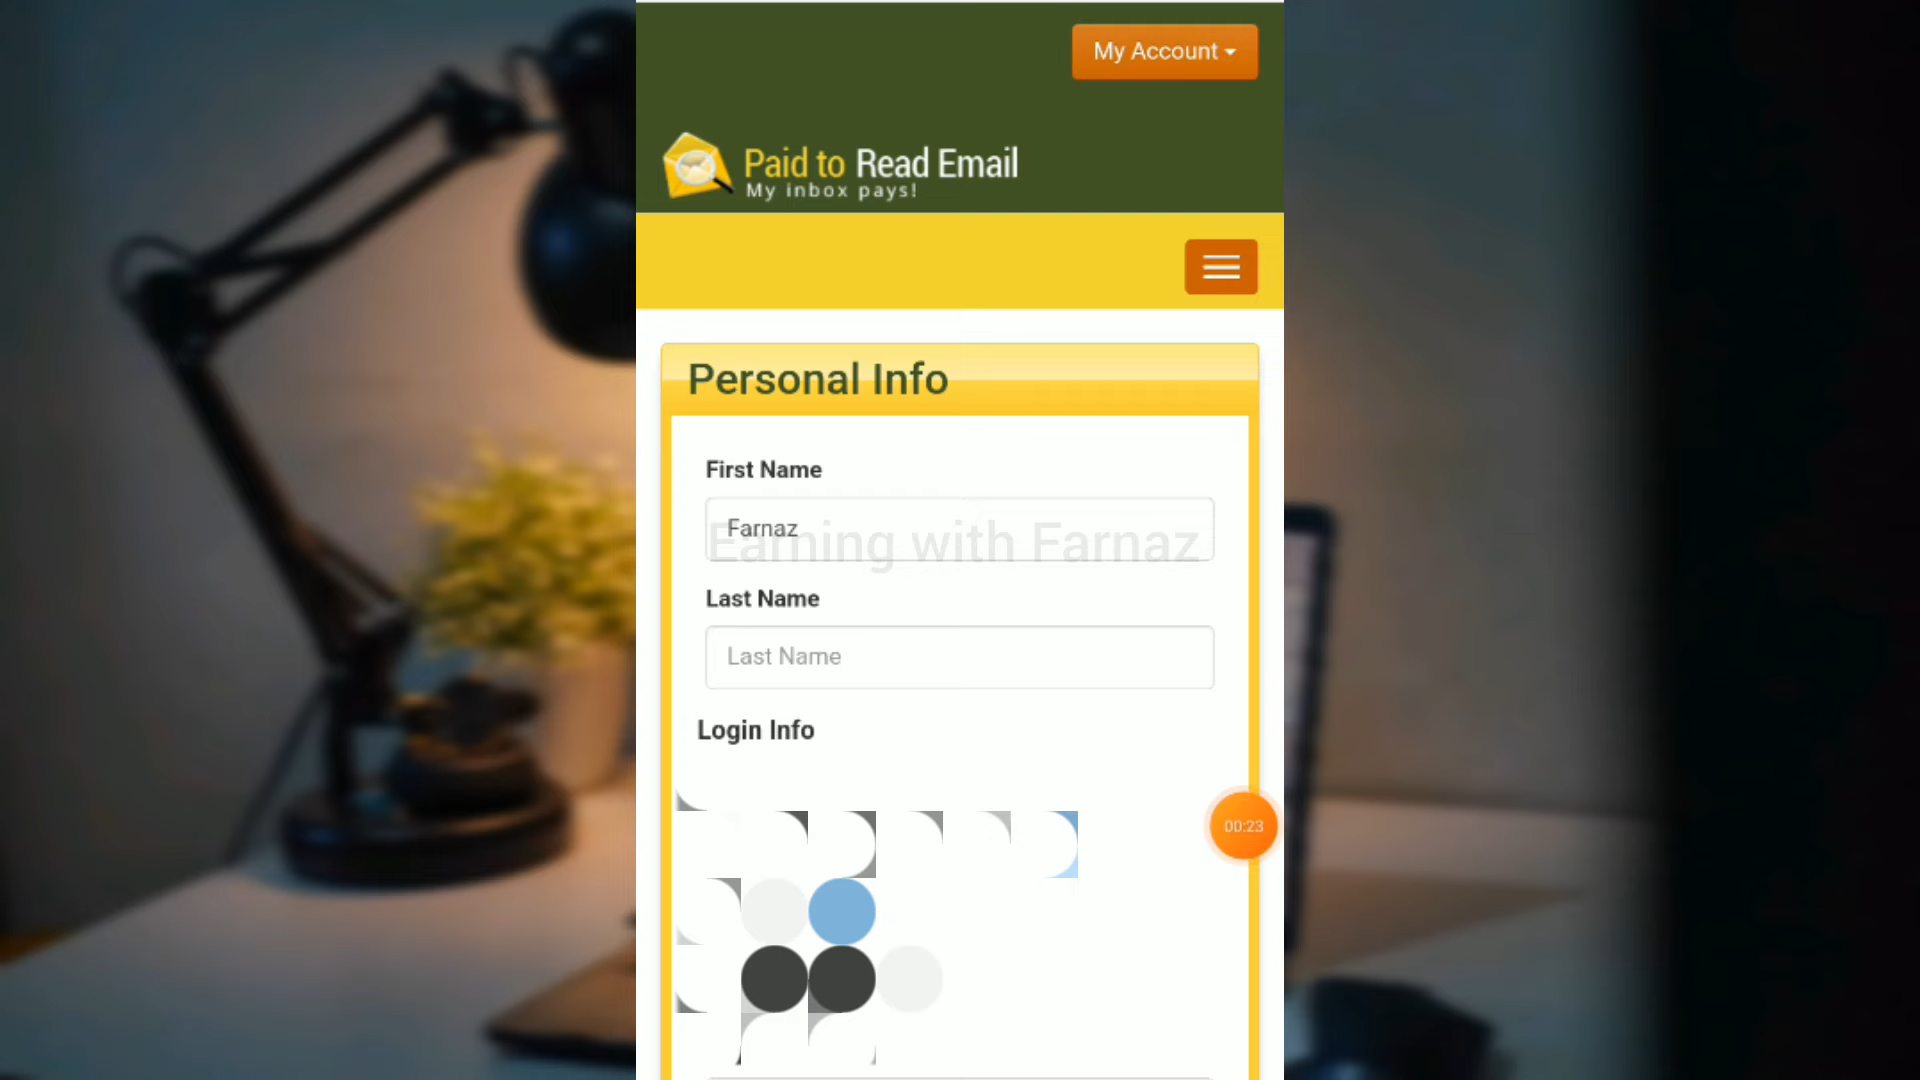 My Account
Paid to Read Email
My inbox pays!
Personal Info
First Name
Farnaz
Earning with Farnaz
Last Name
Last Name
Login Info
00:23